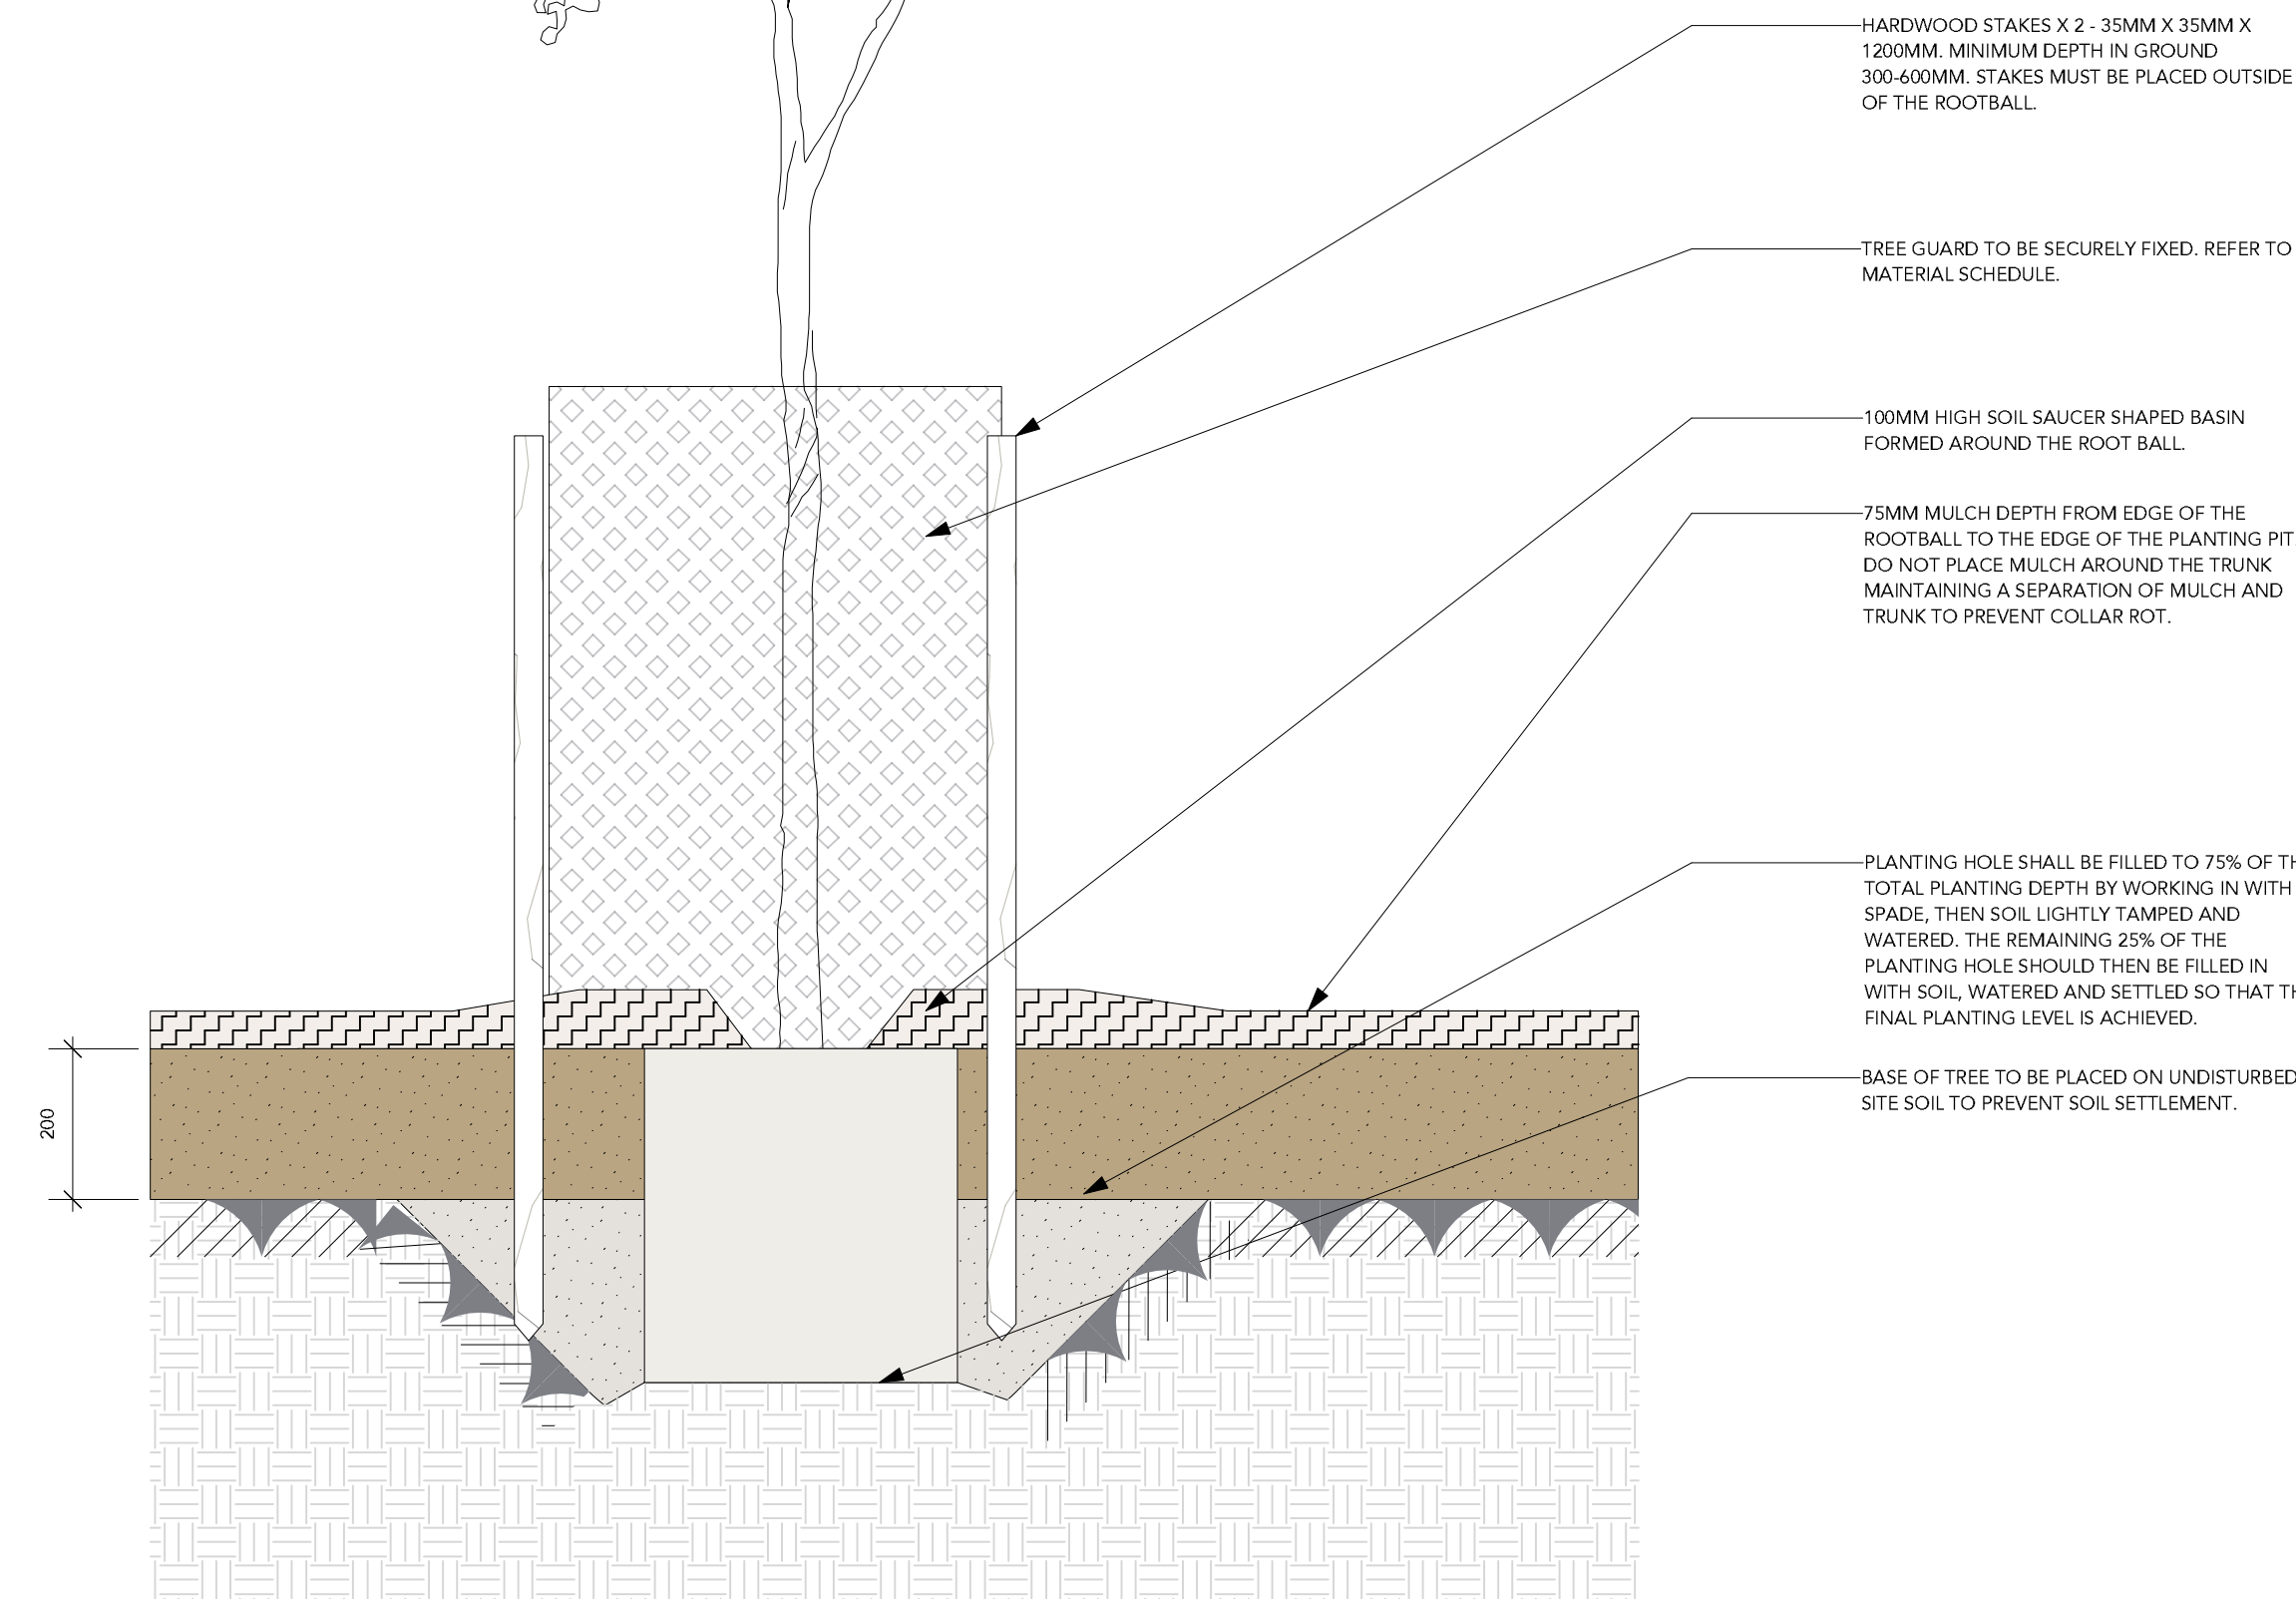 HARDWOOD STAKES X 2 - 35MM X 35MM X
1200MM. MINIMUM DEPTH IN GROUND
300-600MM. STAKES MUST BE PLACED OUTSIDE
OF THE ROOTBALL.
TREE GUARD TO BE SECURELY FIXED. REFER TO
MATERIAL SCHEDULE.
100MM HIGH SOIL SAUCER SHAPED BASIN
FORMED AROUND THE ROOT BALL.
75MM MULCH DEPTH FROM EDGE OF THE
ROOTBALL TO THE EDGE OF THE PLANTING PIT
DO NOT PLACE MULCH AROUND THE TRUNK
MAINTAINING A SEPARATION OF MULCH AND
TRUNK TO PREVENT COLLAR ROT.
PLANTING HOLE SHALL BE FILLED TO 75% OF
TOTAL PLANTING DEPTH BY WORKING IN WITH
SPADE, THEN SOIL LIGHTLY TAMPED AND
WATERED. THE REMAINING 25% OF THE
PLANTING HOLE SHOULD THEN BE FILLED IN
WITH SOIL, WATERED AND SETTLED SO THAT
FINAL PLANTING LEVEL IS ACHIEVED.
BASE OF TREE TO BE PLACED ON UNDISTURBED
SITE SOIL TO PREVENT SOIL SETTLEMENT.
200